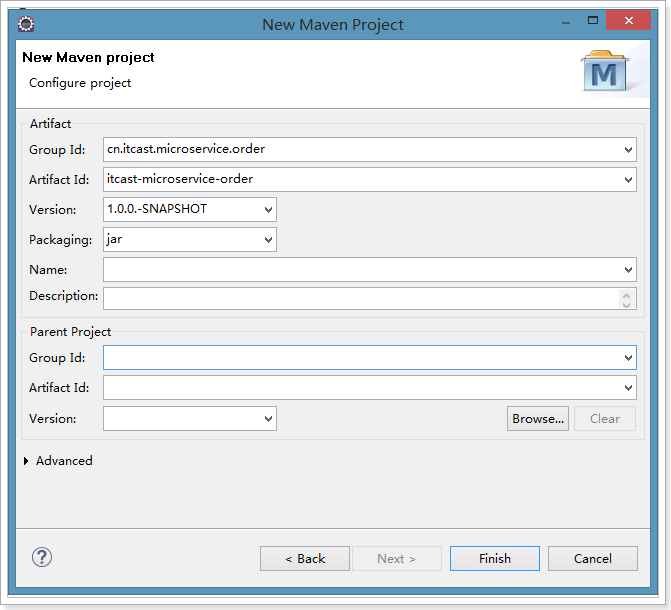 New Maven Project
New Maven project
Configure project
M
Artifact
Group Id: cn.itcast.microservice.order
Artifact Id: itcast-microservice-order
Version: 1.0.0.-SNAPSHOT
Packaging: jar
Name:
Description:
Parent Project
Group Id:
Artifact Id:
Version: Browse... Clear
Advanced
? < Back Next > Finish Cancel